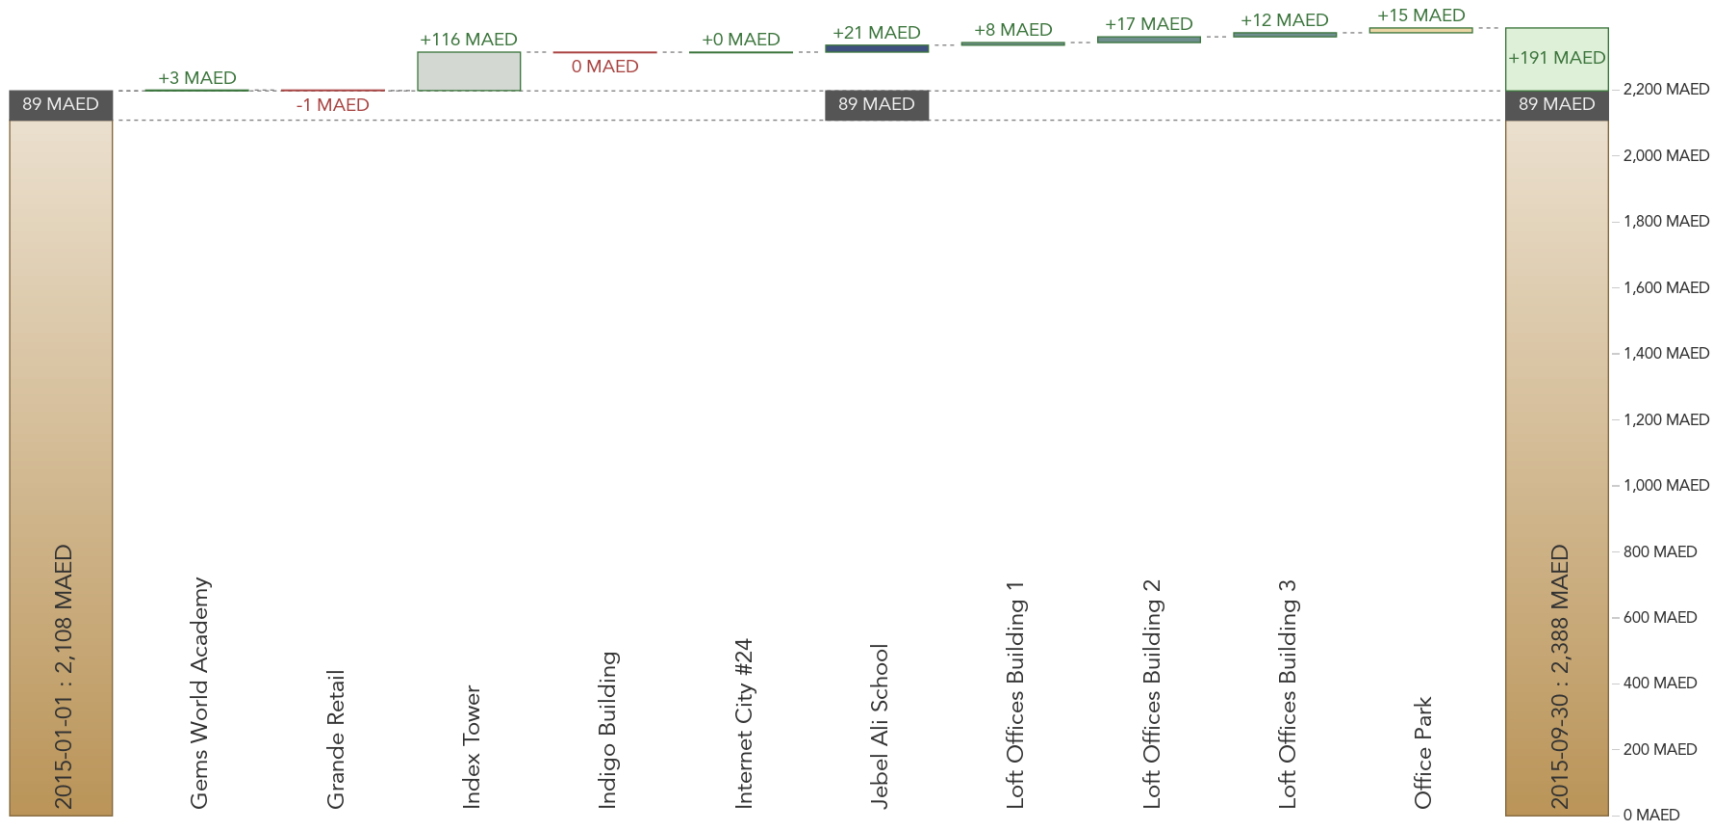 +3 MAED
-1 MAED
+116 MAED
0 MAED
+0 MAED
+21 MAED
+8 MAED
+17 MAED
+12 MAED
+15 MAED
+191 MAED
89 MAED
89 MAED
89 MAED
2,200 MAED
2,000 MAED
1,800 MAED
1,600 MAED
1,400 MAED
1,200 MAED
1,000 MAED
800 MAED
600 MAED
400 MAED
200 MAED
0 MAED
2015-01-01 : 2,108 MAED
Gems World Academy
Grande Retail
Index Tower
Indigo Building
Internet City #24
Jebel Ali School
Loft Offices Building 1
Loft Offices Building 2
Loft Offices Building 3
Office Park
2015-09-30 : 2,388 MAED